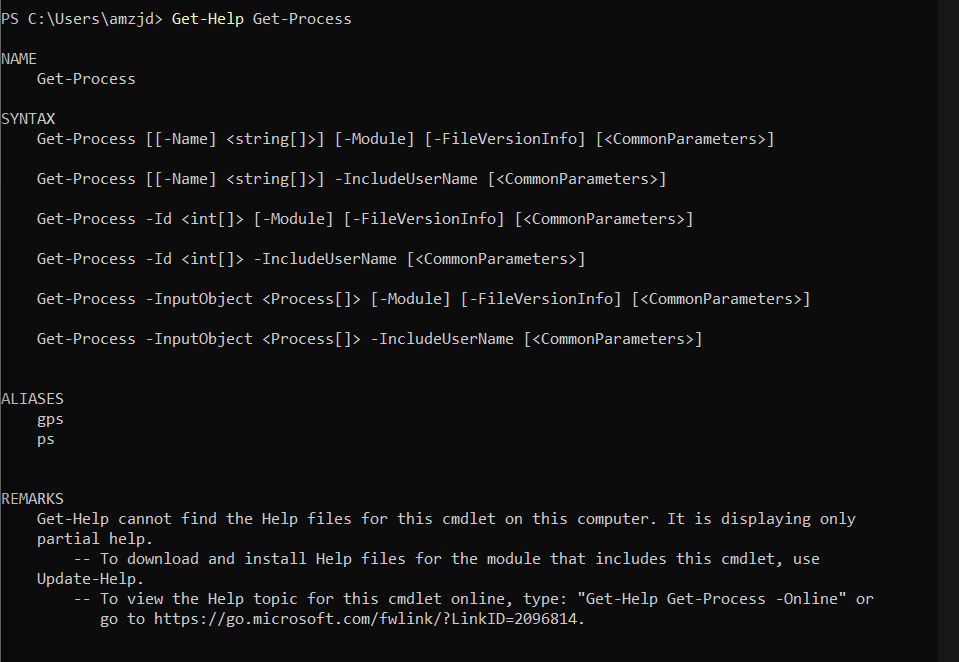 PS C:\Users\amzjd> Get-Help Get-Process
NAME
Get-Process
SYNTAX
Get-Process [[-Name] <string[]>] [-Module] [-FileVersionInfo] [<CommonParameters>]
Get-Process [[-Name] <string[]>] -IncludeUserName [<CommonParameters>]
Get-Process -Id <int[]> [-Module] [-FileVersionInfo] [<CommonParameters>]
Get-Process -Id <int[]> -IncludeUserName [<CommonParameters>]
Get-Process -InputObject <Process[]> [-Module] [-FileVersionInfo] [<CommonParameters>]
Get-Process -InputObject <Process[]> -IncludeUserName [<CommonParameters>]
ALIASES
gps
ps
REMARKS
Get-Help cannot find the Help files for this cmdlet on this computer. It is displaying only
partial help.
-- To download and install Help files for the module that includes this cmdlet, use
Update-Help.
-- To view the Help topic for this cmdlet online, type: "Get-Help Get-Process -Online" or
go to https://go.microsoft.com/fwlink/?LinkID=2096814.